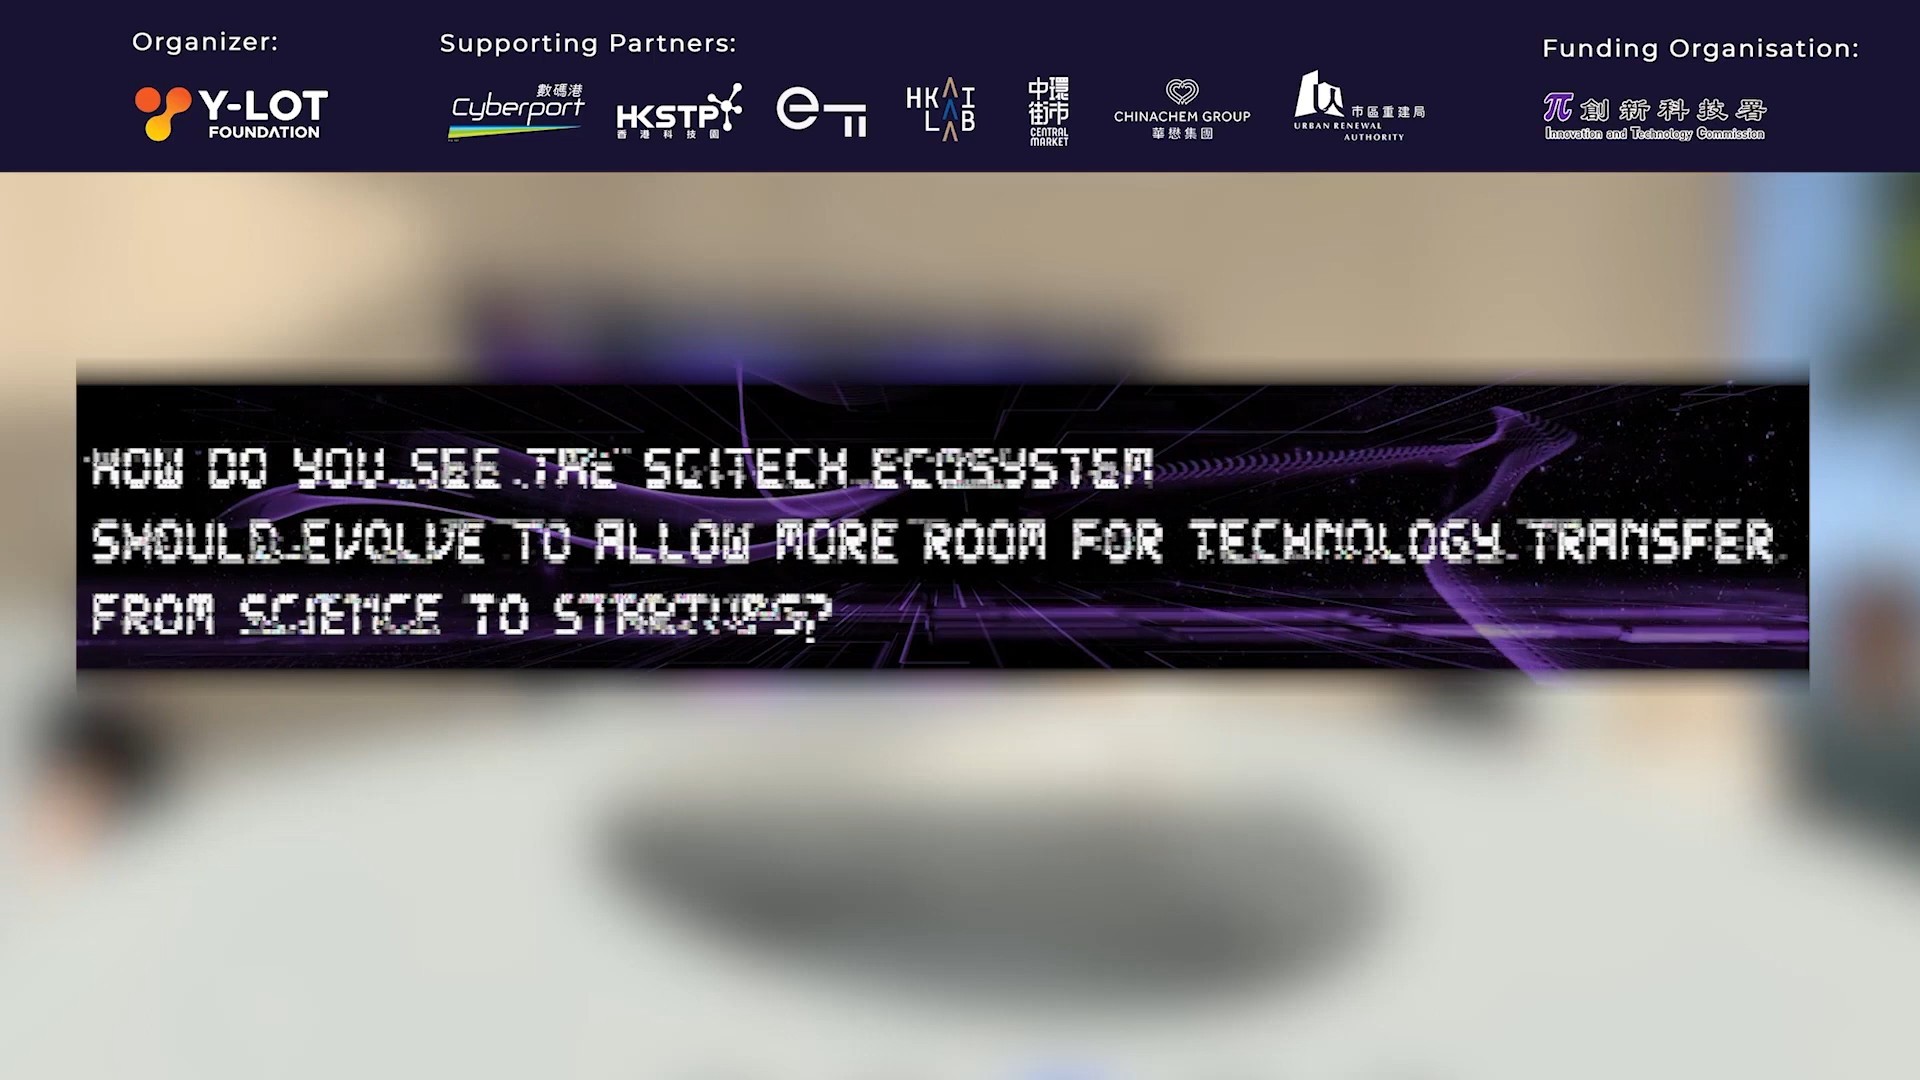 Organizer:
Supporting Partners:
Funding Organisation:
Y-LOT
FOUNDATION
數碼港
Cyberport
HKSTP
香港科技園
e
HKAI
LAB
中環
街市
CENTRAL
MARKET
CHINACHEM GROUP
華懋集團
市區重建局
URBAN RENEWAL
AUTHORITY
創新科技署
Innovation and Technology Commission
HOW DO YOU SEE THE SCITECH ECOSYSTEM
SHOULD EVOLVE TO ALLOW MORE ROOM FOR TECHNOLOGY TRANSFER
FROM SCIENCE TO STARTUPS?